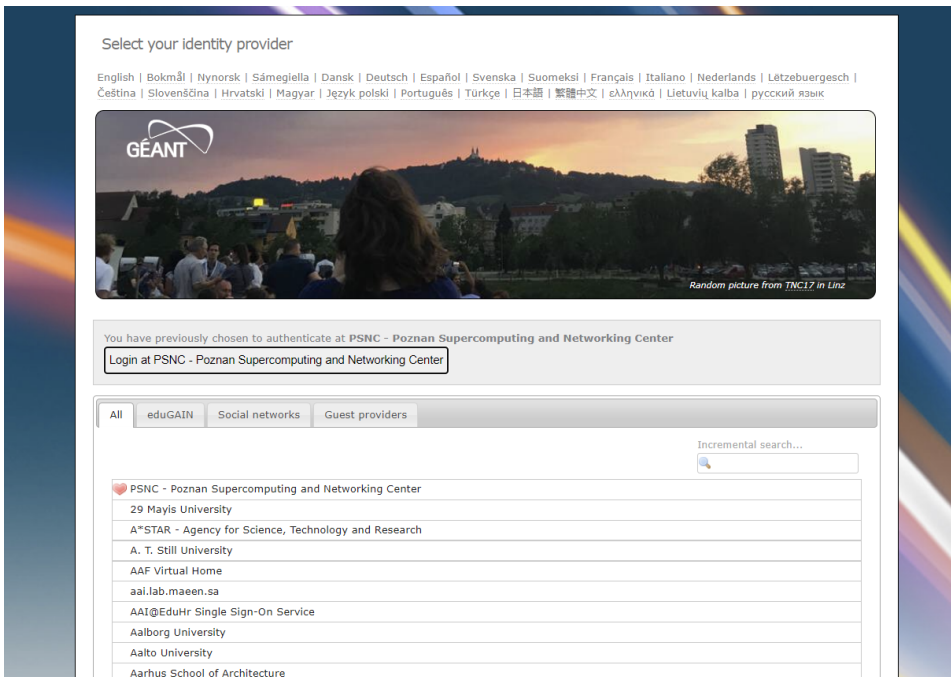 Select your identity provider
English | Bokmål | Nynorsk | Sámegiella | Dansk | Deutsch | Español | Svenska | Suomeksi | Français | Italiano | Nederlands | Lëtzebuergesch |
Čeština | Slovenščina | Hrvatski | Magyar | Język polski | Português | Türkçe | 日本語 | 繁體中文 | ελληνικά | Lietuvių kalba | русский язык
GÉANT
Random picture from TNC17 in Linz
You have previously chosen to authenticate at PSNC - Poznan Supercomputing and Networking Center
Login at PSNC - Poznan Supercomputing and Networking Center
All eduGAIN Social networks Guest providers
Incremental search...
PSNC - Poznan Supercomputing and Networking Center
29 Mayis University
A*STAR - Agency for Science, Technology and Research
A. T. Still University
AAF Virtual Home
aai.lab.maeen.sa
AAI@EduHr Single Sign-On Service
Aalborg University
Aalto University
Aarhus School of Architecture